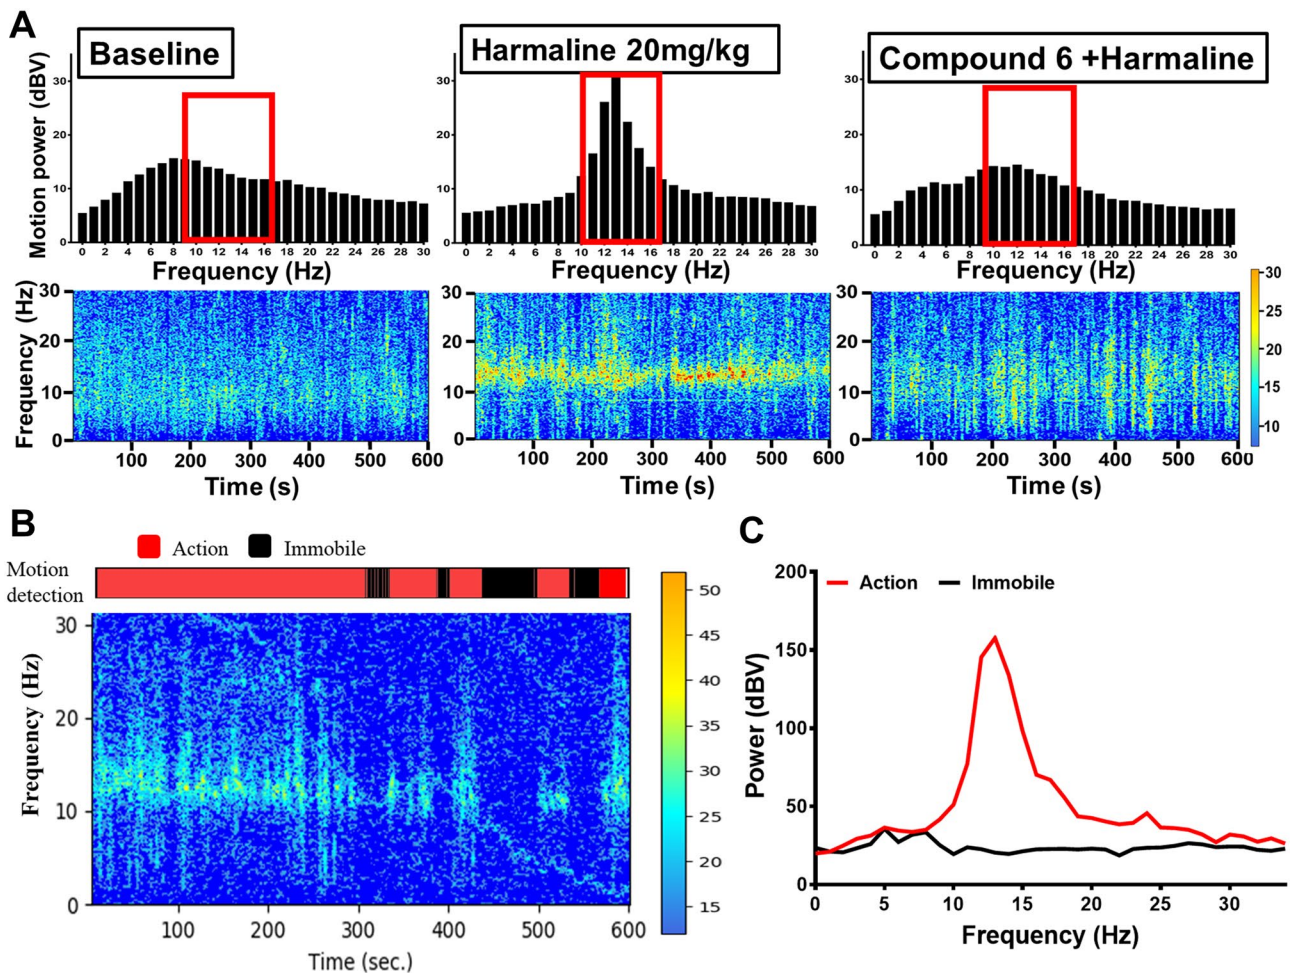 A
Baseline
Harmaline 20mg/kg
Compound 6 +Harmaline
Motion power (dBV)
30
20
10
0
0 2 4 6 8 10 12 14 16 18 20 22 24 26 28 30
Frequency (Hz)
30
20
10
0
0 2 4 6 8 10 12 14 16 18 20 22 24 26 28 30
Frequency (Hz)
30
20
10
0
0 2 4 6 8 10 12 14 16 18 20 22 24 26 28 30
Frequency (Hz)
Frequency (Hz)
30
20
10
0
100 200 300 400 500 600
Time (s)
30
20
10
0
100 200 300 400 500 600
Time (s)
30
20
10
0
100 200 300 400 500 600
Time (s)
30
25
20
15
10
B
Action Immobile
Motion
detection
Frequency (Hz)
30
20
10
0
100 200 300 400 500 600
Time (sec.)
50
45
40
35
30
25
20
15
C
Action Immobile
Power (dBV)
200
150
100
50
0
0 5 10 15 20 25 30
Frequency (Hz)